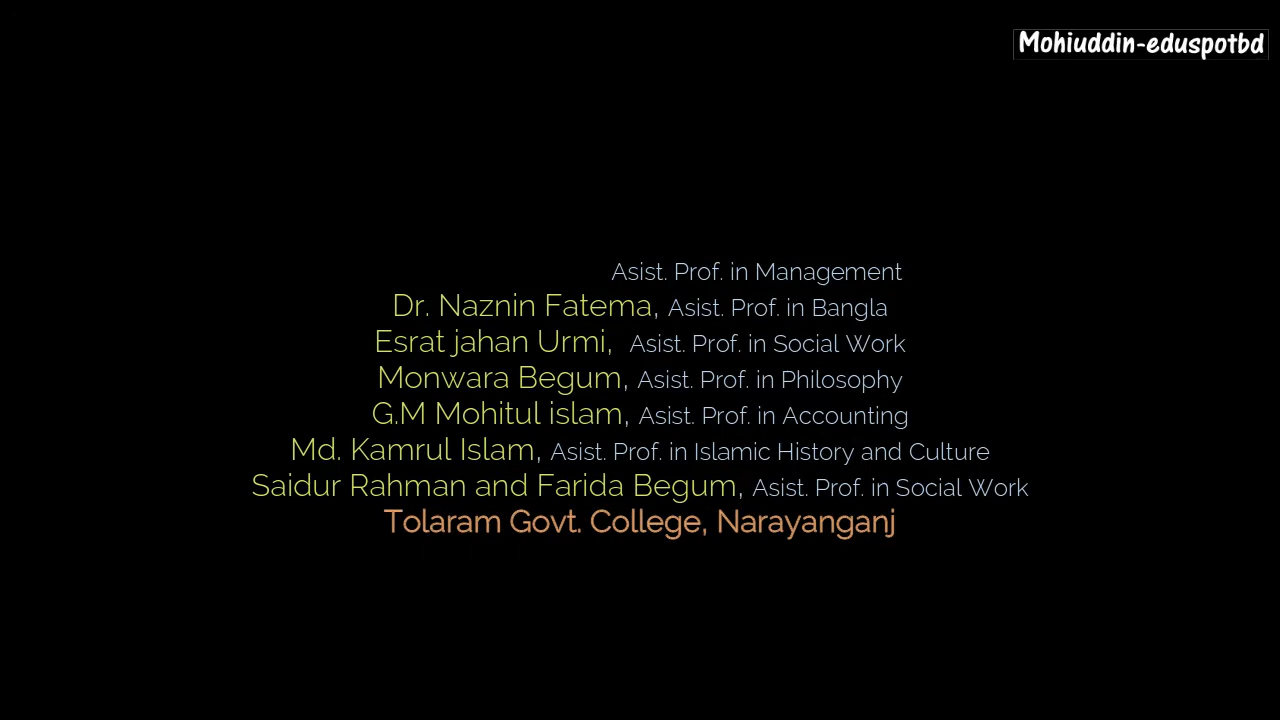 Mohiuddin-eduspotbd
Asist. Prof. in Management
Dr. Naznin Fatema, Asist. Prof. in Bangla
Esrat jahan Urmi, Asist. Prof. in Social Work
Monwara Begum, Asist. Prof. in Philosophy
G.M Mohitul islam, Asist. Prof. in Accounting
Md. Kamrul Islam, Asist. Prof. in Islamic History and Culture
Saidur Rahman and Farida Begum, Asist. Prof. in Social Work
Tolaram Govt. College, Narayanganj